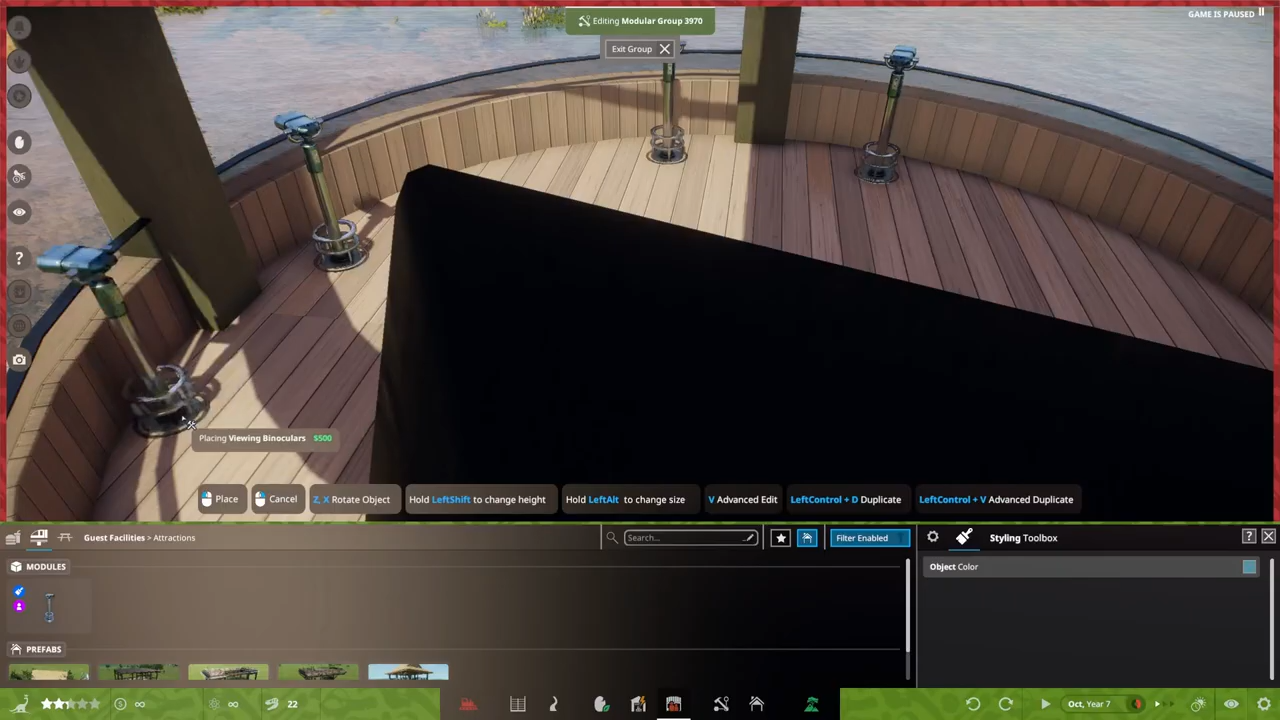 Editing Modular Group 3970
GAME IS PAUSED
Exit Group
?
Placing Viewing Binoculars $500
Place
Cancel
Z, X Rotate Object
Hold LeftShift to change height
Hold LeftAlt to change size
V Advanced Edit
LeftControl + D Duplicate
LeftControl + V Advanced Duplicate
Guest Facilities > Attractions
Search...
Filter Enabled
Styling Toolbox
?
MODULES
Object Color
PREFABS
∞
∞
22
Oct, Year 7